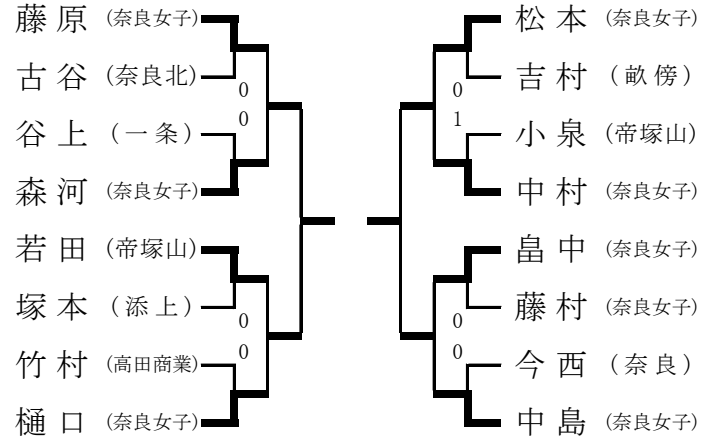 藤原 (奈良女子)
古谷 (奈良北)
0
0
谷上 (一条)
森河 (奈良女子)
若田 (帝塚山)
塚本 (添上)
0
0
竹村 (高田商業)
樋口 (奈良女子)
松本 (奈良女子)
吉村 (畝傍)
0
1
小泉 (帝塚山)
中村 (奈良女子)
畠中 (奈良女子)
藤村 (奈良女子)
0
0
今西 (奈良)
中島 (奈良女子)